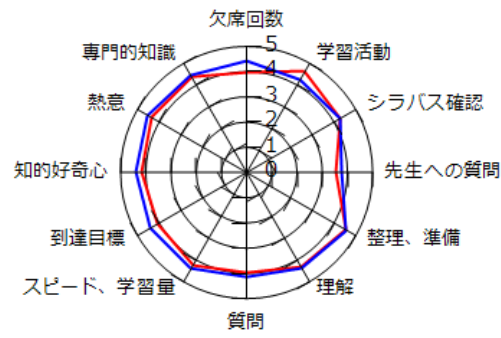 欠席回数
専門的知識
5
学習活動
4
熱意
3
シラバス確認
2
1
知的好奇心
0
先生への質問
到達目標
整理、準備
スピード、学習量
理解
質問